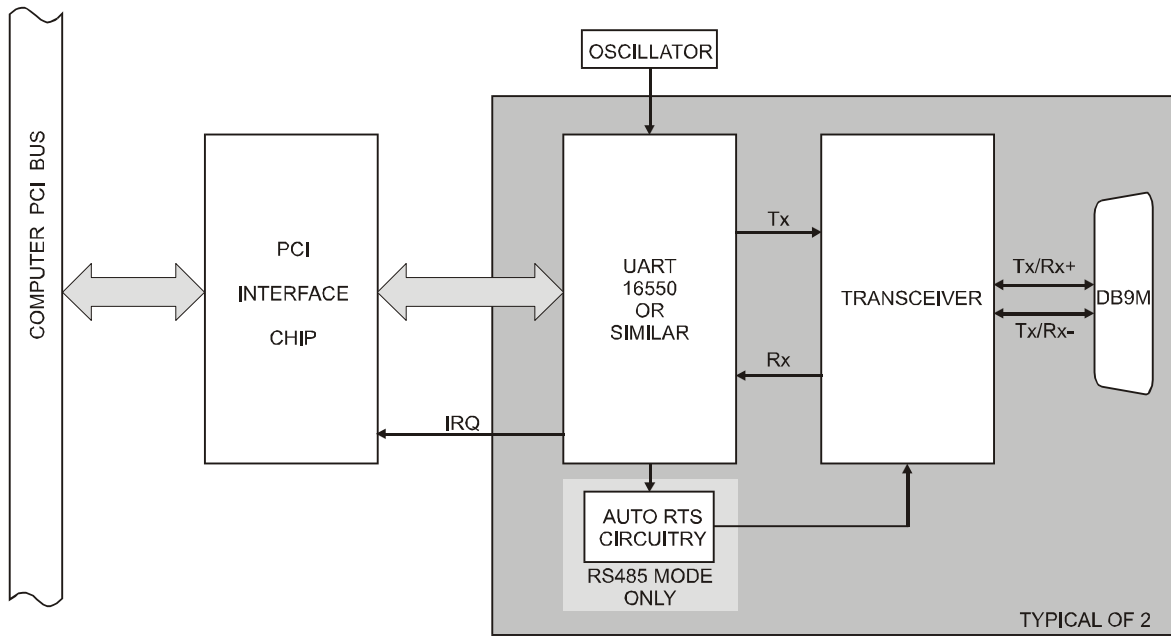 COMPUTER PCI BUS
PCI
INTERFACE
CHIP
OSCILLATOR
UART
16550
OR
SIMILAR
Tx
Rx
IRQ
TRANSCEIVER
Tx/Rx+
Tx/Rx-
DB9M
AUTO RTS
CIRCUITRY
RS485 MODE
ONLY
TYPICAL OF 2